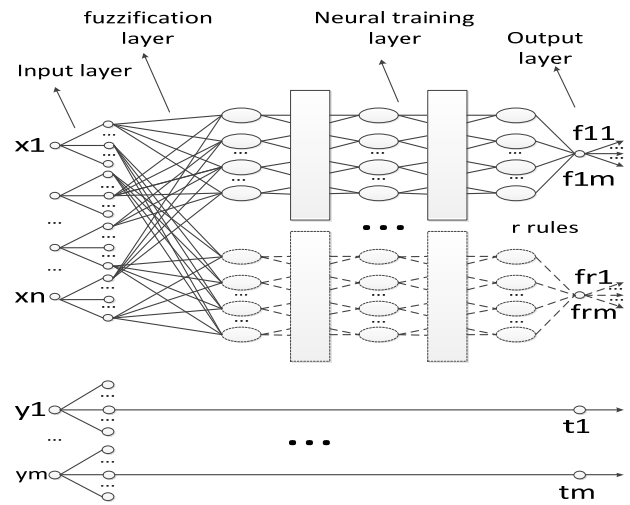 fuzzification
layer
Neural training
layer
Output
layer
Input layer
x1
f11
...
f1m
...
r rules
...
xn
fr1
frm
y1
t1
...
ym
tm